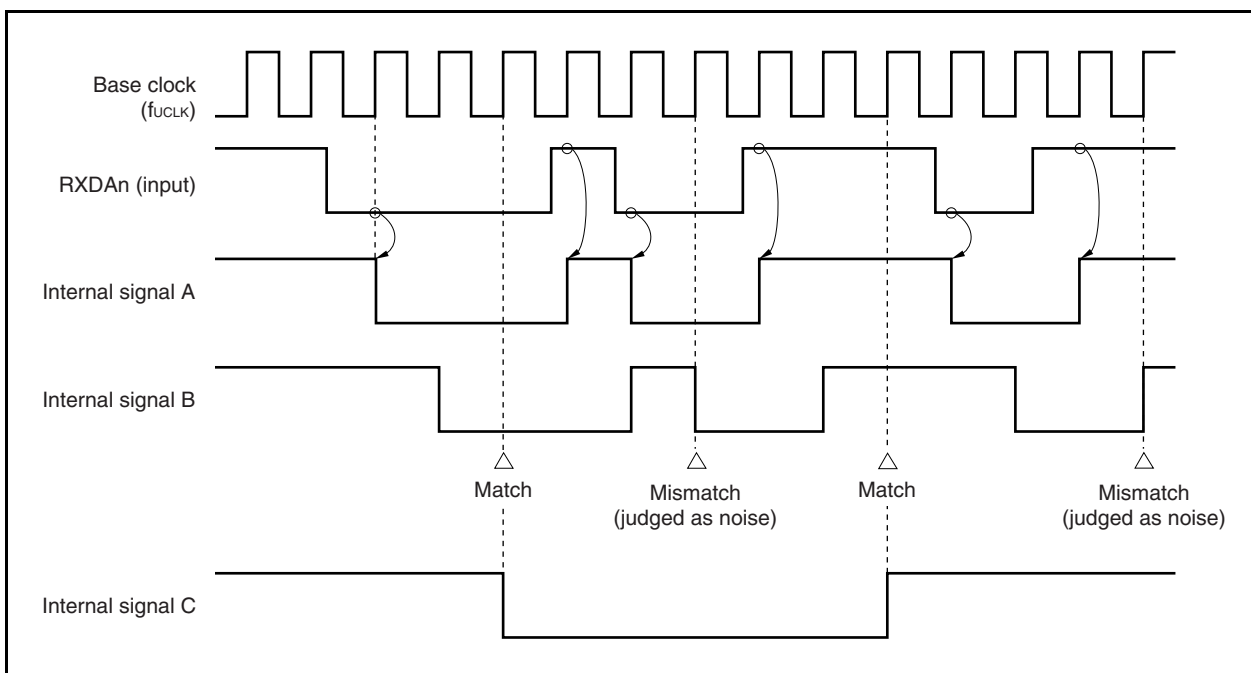 Base clock
(fUCLK)
RXDAn (input)
Internal signal A
Internal signal B
Match
Mismatch
(judged as noise)
Match
Mismatch
(judged as noise)
Internal signal C